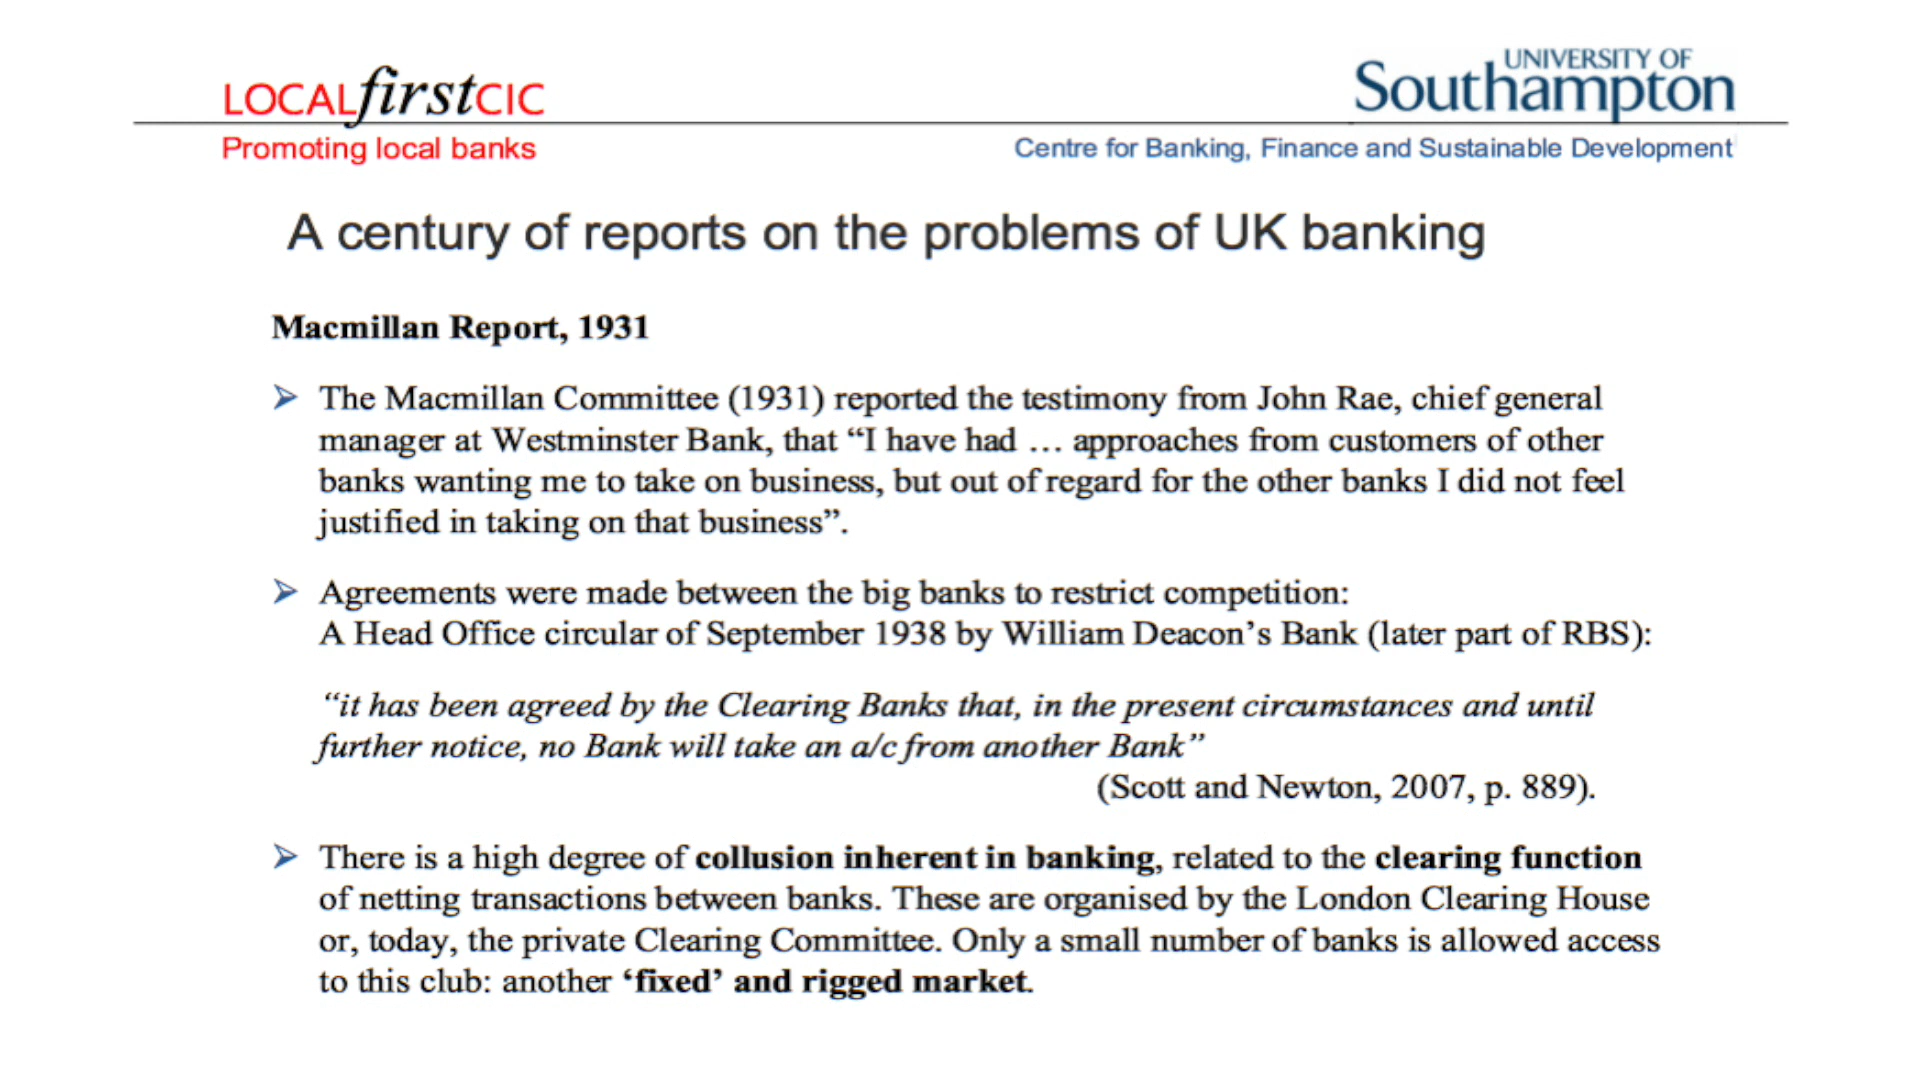 LOCALfirstCIC
Promoting local banks
UNIVERSITY OF
Southampton
Centre for Banking, Finance and Sustainable Development
A century of reports on the problems of UK banking
Macmillan Report, 1931
➢ The Macmillan Committee (1931) reported the testimony from John Rae, chief general
manager at Westminster Bank, that “I have had … approaches from customers of other
banks wanting me to take on business, but out of regard for the other banks I did not feel
justified in taking on that business”.
➢ Agreements were made between the big banks to restrict competition:
A Head Office circular of September 1938 by William Deacon’s Bank (later part of RBS):
“it has been agreed by the Clearing Banks that, in the present circumstances and until
further notice, no Bank will take an a/c from another Bank”
(Scott and Newton, 2007, p. 889).
➢ There is a high degree of collusion inherent in banking, related to the clearing function
of netting transactions between banks. These are organised by the London Clearing House
or, today, the private Clearing Committee. Only a small number of banks is allowed access
to this club: another ‘fixed’ and rigged market.